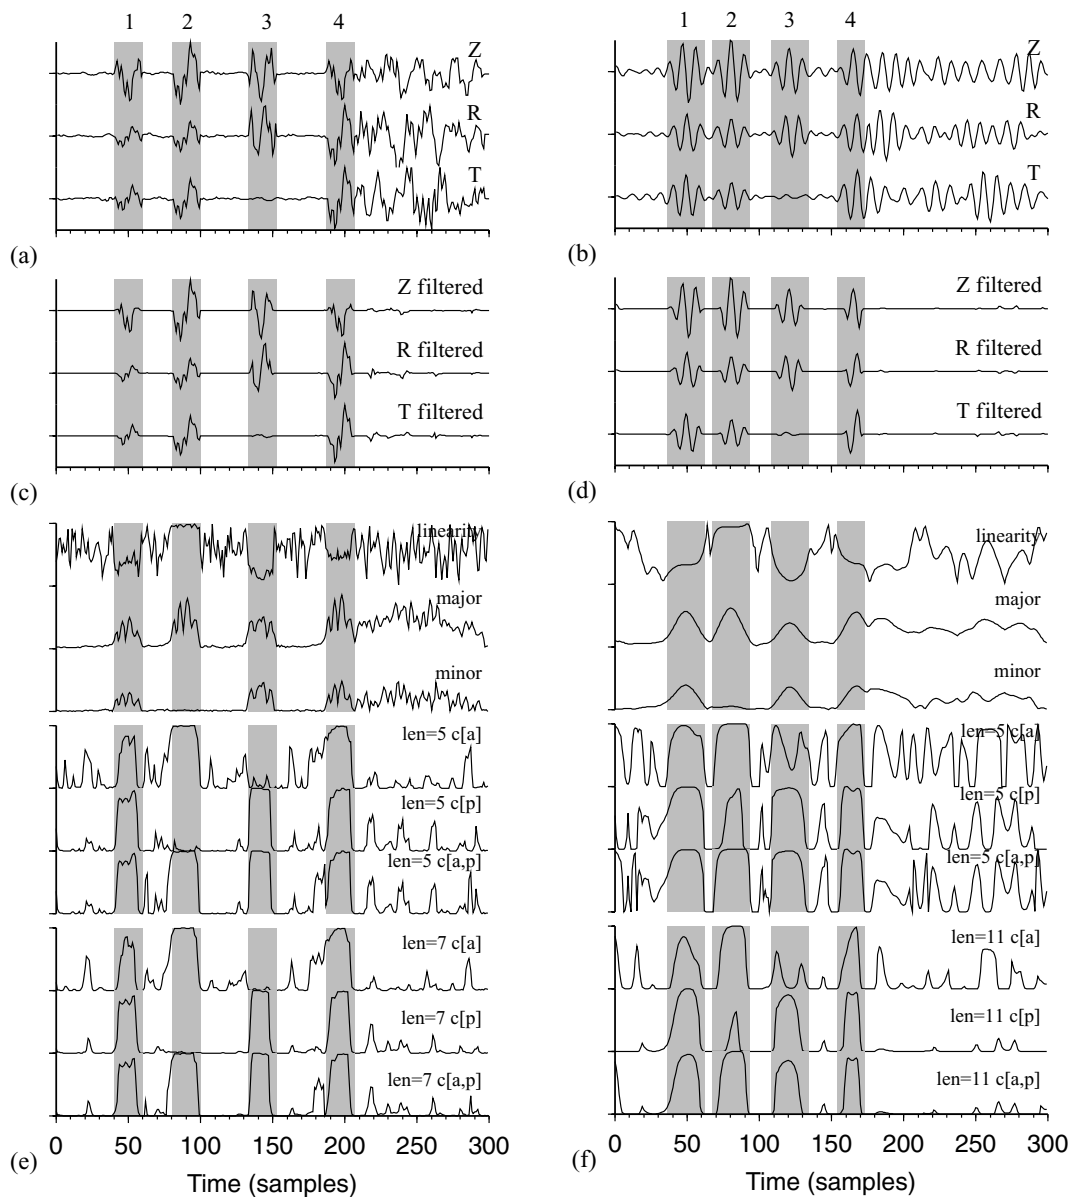 1 2 3 4
Z
R
T
(a)
1 2 3 4
Z
R
T
(b)
Z filtered
R filtered
T filtered
(c)
Z filtered
R filtered
T filtered
(d)
linearity
major
minor
len=5 c[a]
len=5 c[p]
len=5 c[a,p]
len=7 c[a]
len=7 c[p]
len=7 c[a,p]
0 50 100 150 200 250 300
Time (samples)
(e)
linearity
major
minor
len=5 c[a]
len=5 c[p]
len=5 c[a,p]
len=11 c[a]
len=11 c[p]
len=11 c[a,p]
0 50 100 150 200 250 300
Time (samples)
(f)